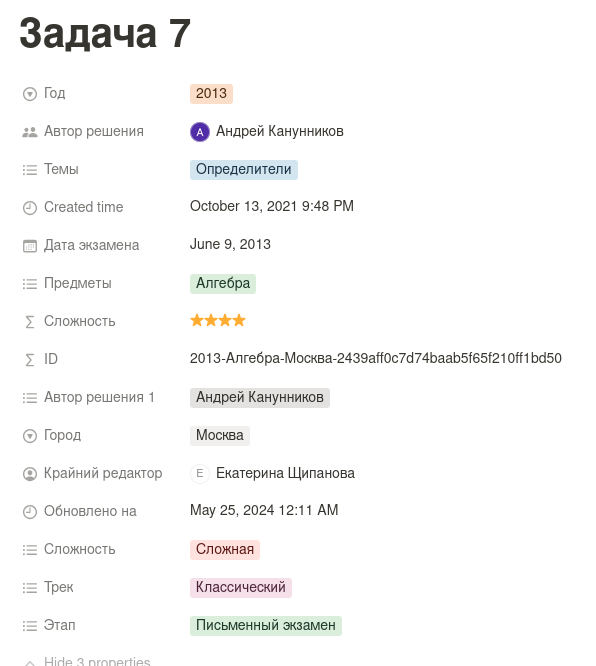 Задача 7
Год 2013
Автор решения A Андрей Канунников
Темы Определители
Created time October 13, 2021 9:48 PM
Дата экзамена June 9, 2013
Предметы Алгебра
Сложность ⭐⭐⭐⭐
ID 2013-Алгебра-Москва-2439aff0c7d74baab5f65f210ff1bd50
Автор решения 1 Андрей Канунников
Город Москва
Крайний редактор E Екатерина Щипанова
Обновлено на May 25, 2024 12:11 AM
Сложность Сложная
Трек Классический
Этап Письменный экзамен
Hide 3 properties